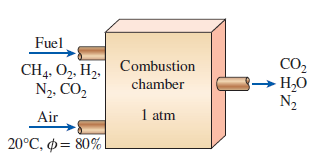 Fuel
CH₄, O₂, H₂,
N₂, CO₂
Air
20°C, ϕ = 80%
Combustion
chamber
1 atm
CO₂
H₂O
N₂